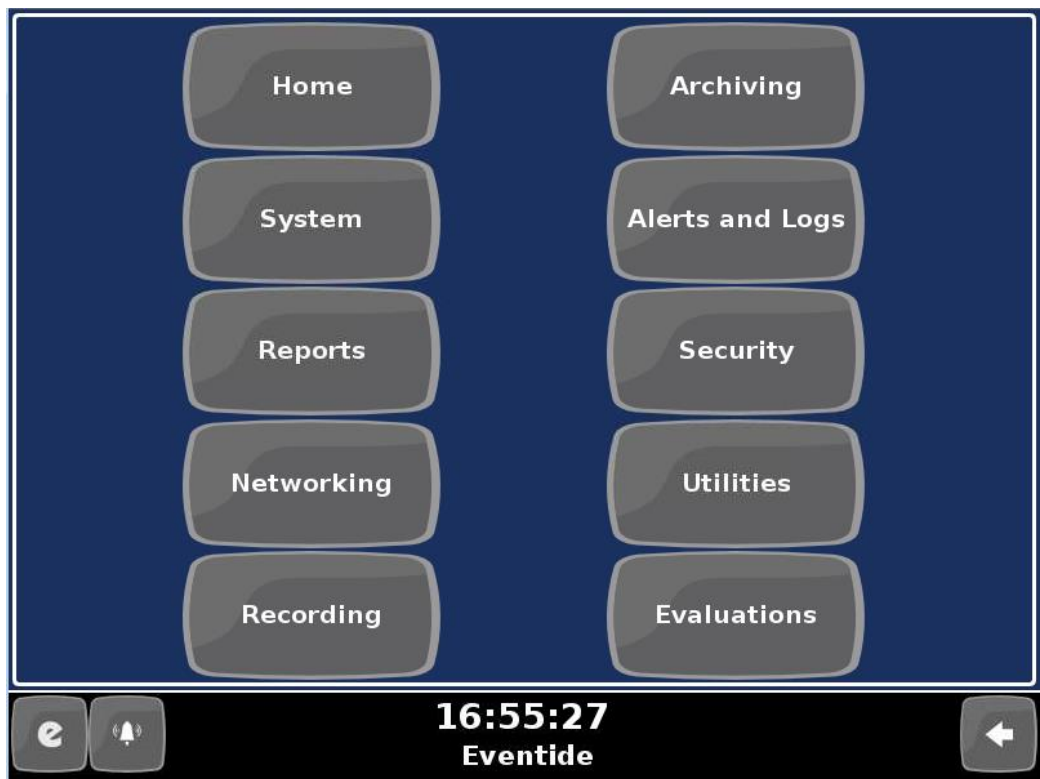 Home
Archiving
System
Alerts and Logs
Reports
Security
Networking
Utilities
Recording
Evaluations
e
16:55:27
Eventide